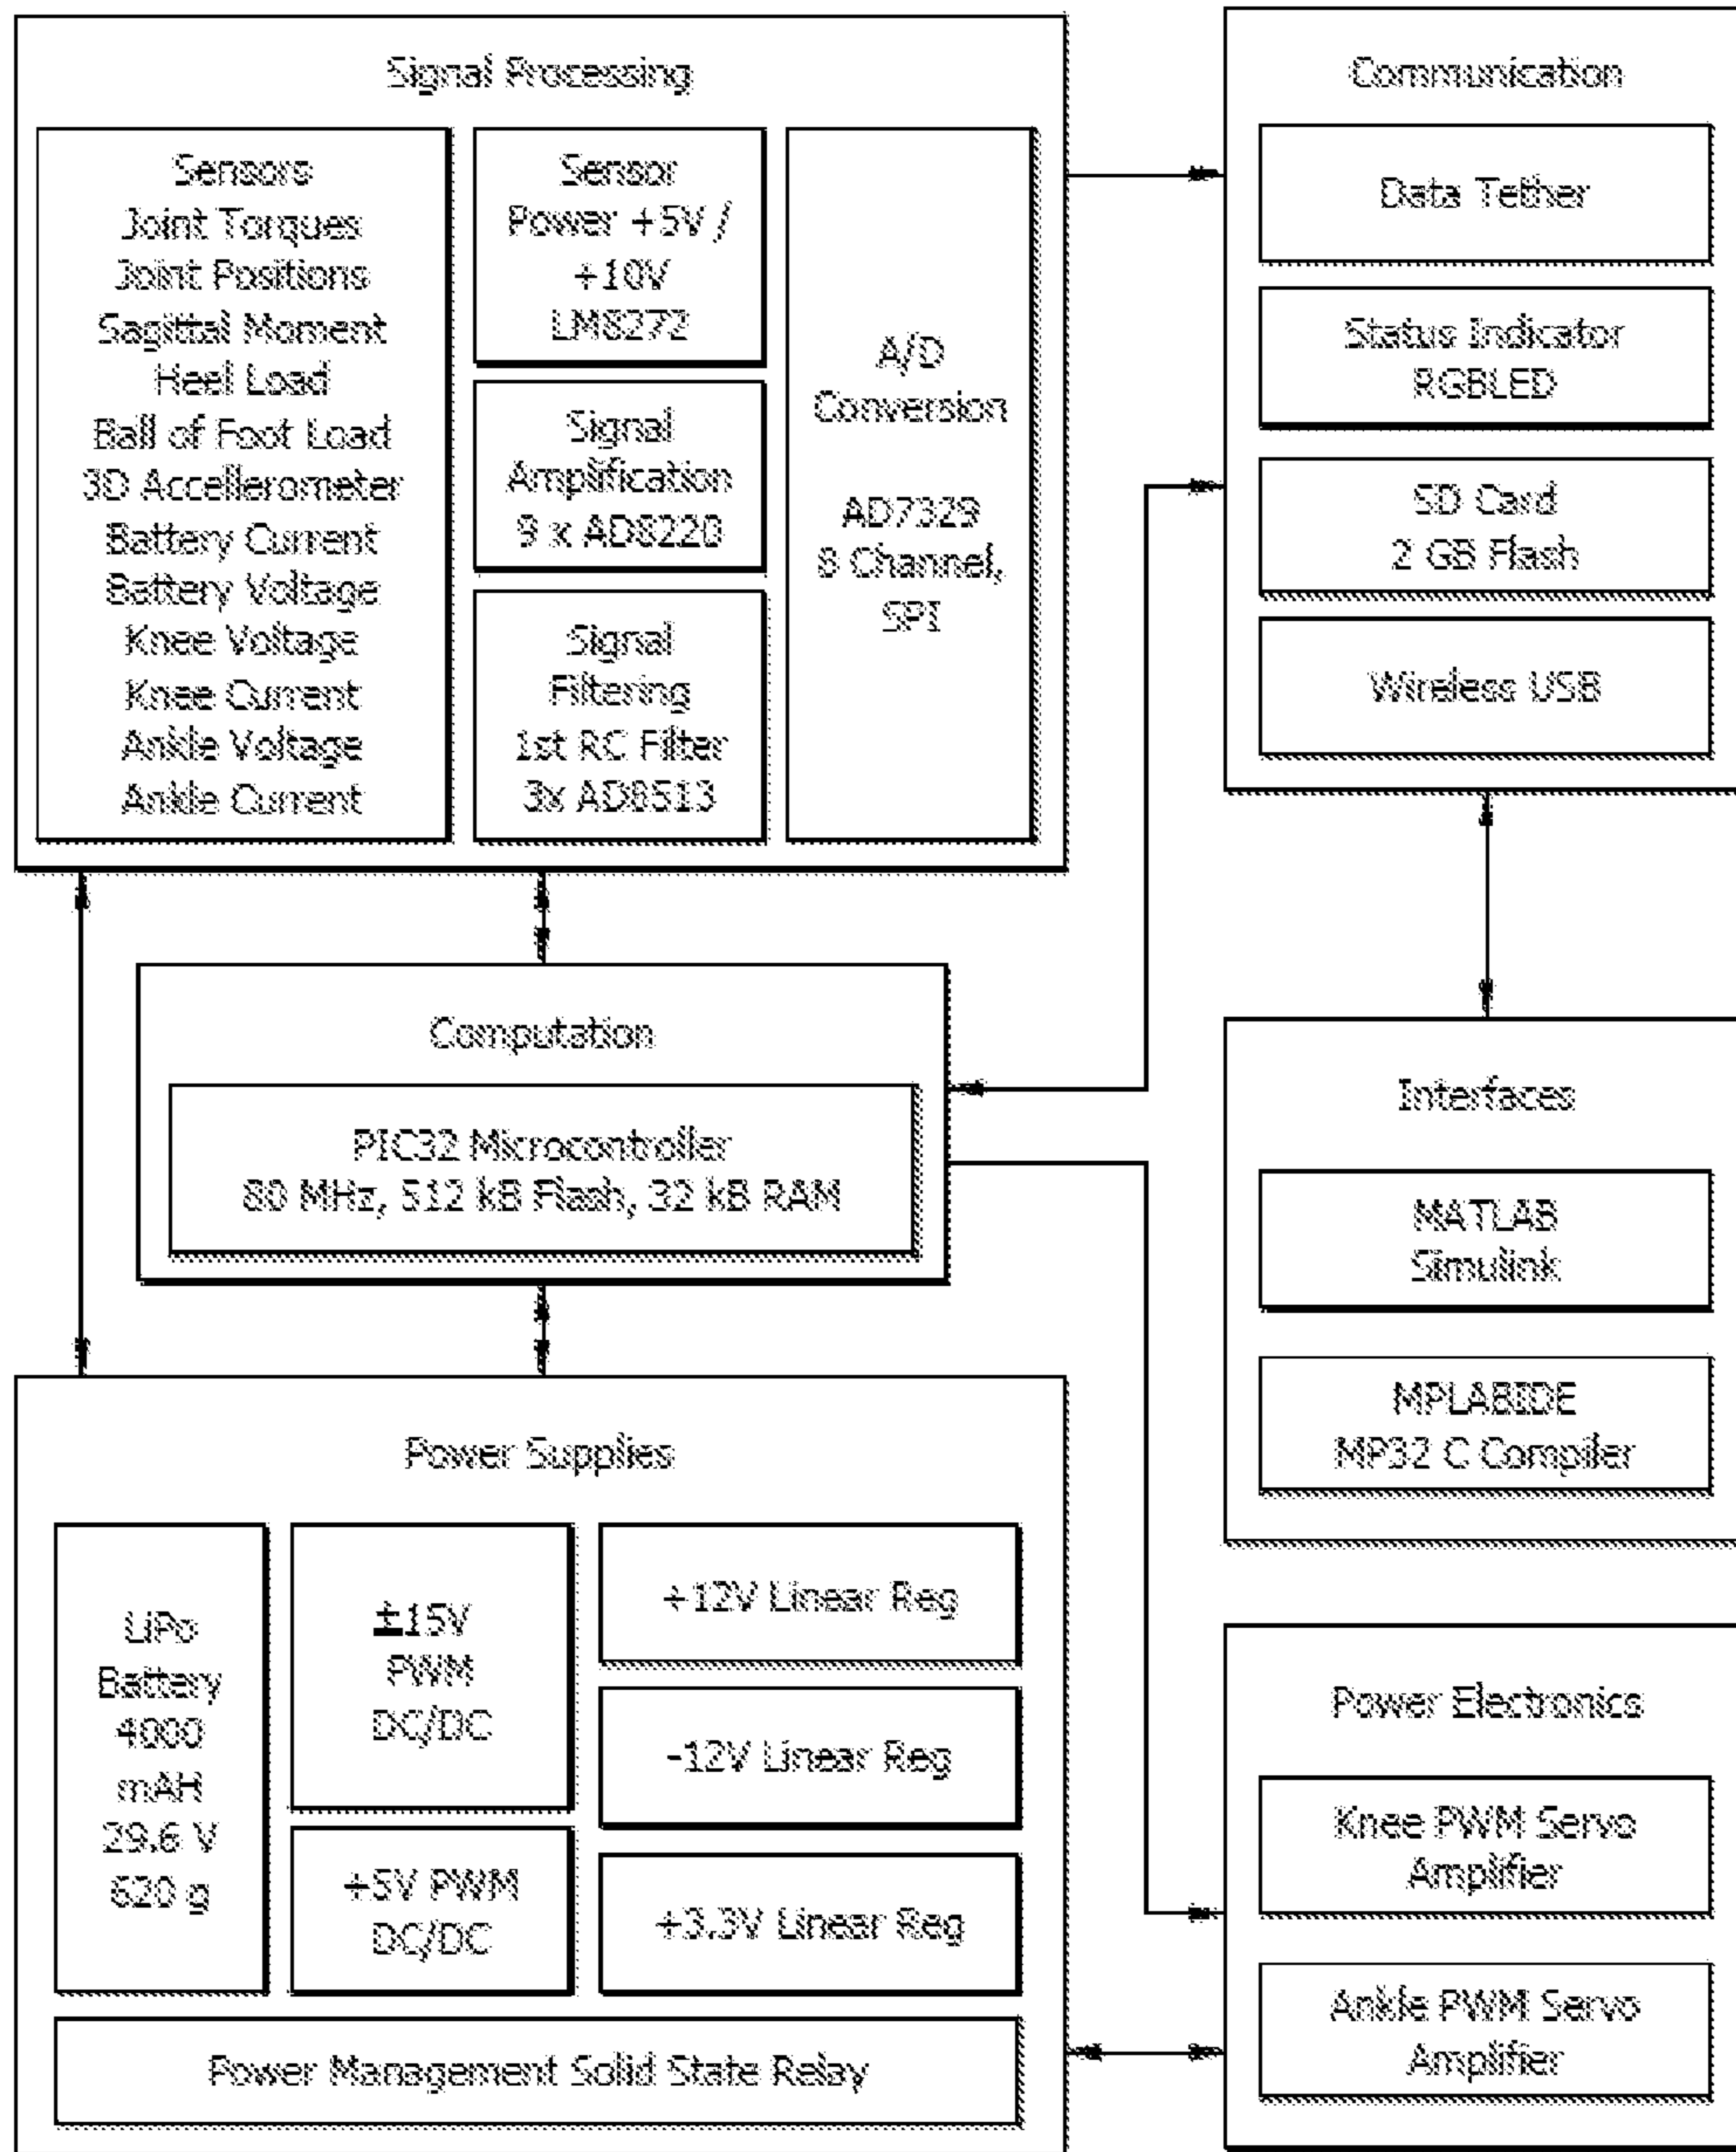 Signal Processing
Sensors
Joint Torques
Joint Positions
Sagittal Moment
Heel Load
Ball of Foot Load
3D Accellerometer
Battery Current
Battery Voltage
Knee Voltage
Knee Current
Ankle Voltage
Ankle Current
Sensor
Power +5V /
+10V
LM8272
Signal
Amplification
9 x AD8220
Signal
Filtering
1st RC Filter
3x AD8513
A/D
Conversion
AD7329
8 Channel,
SPI
Communication
Data Tether
Status Indicator
RGBLED
SD Card
2 GB Flash
Wireless USB
Computation
PIC32 Microcontroller
80 MHz, 512 kB Flash, 32 kB RAM
Interfaces
MATLAB
Simulink
MPLABIDE
MP32 C Compiler
Power Supplies
LiPo
Battery
4000
mAH
29.6 V
620 g
±15V
PWM
DC/DC
+5V PWM
DC/DC
+12V Linear Reg
-12V Linear Reg
+3.3V Linear Reg
Power Management Solid State Relay
Power Electronics
Knee PWM Servo
Amplifier
Ankle PWM Servo
Amplifier